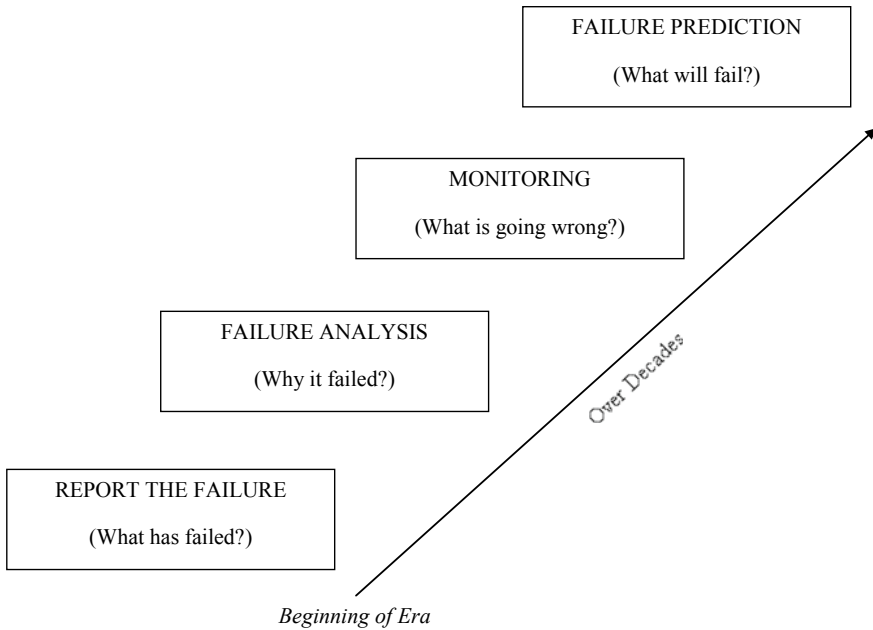 FAILURE PREDICTION
(What will fail?)
MONITORING
(What is going wrong?)
FAILURE ANALYSIS
(Why it failed?)
Over Decades
REPORT THE FAILURE
(What has failed?)
Beginning of Era